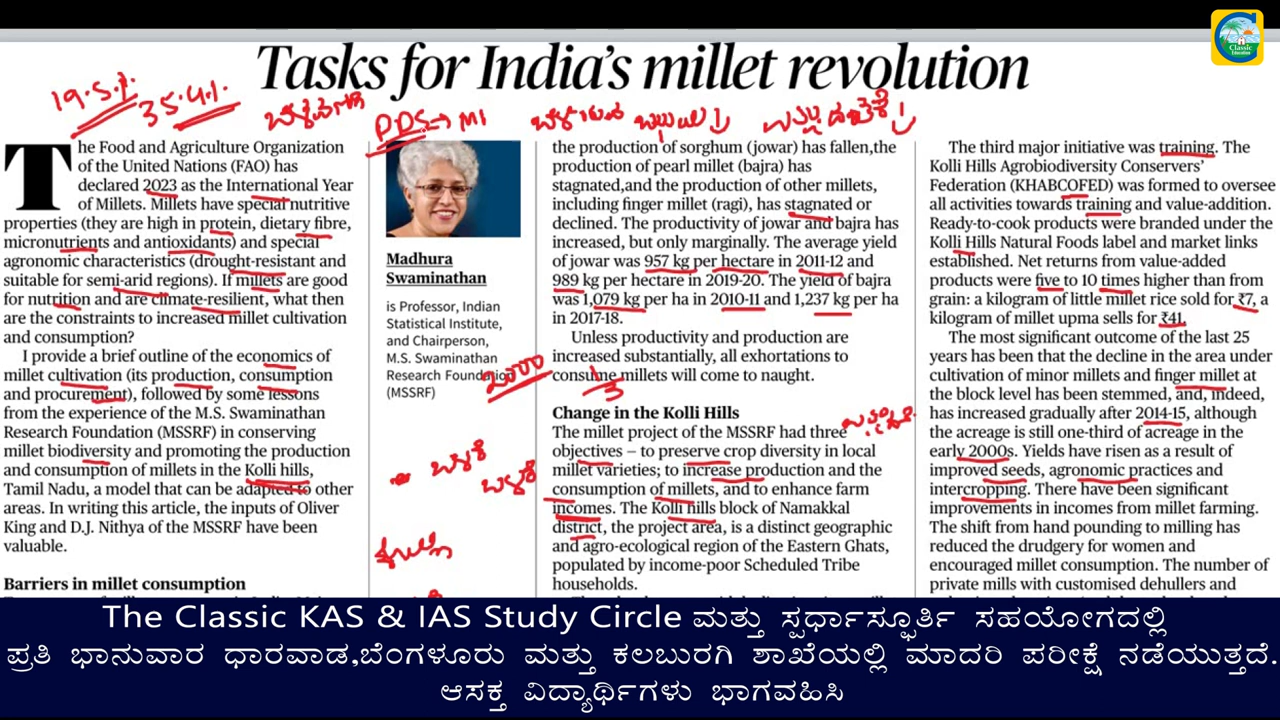 Classic
Education
Tasks for India's millet revolution
19.5%
35.4%
PDS → MI
The Food and Agriculture Organization
of the United Nations (FAO) has
declared 2023 as the International Year
of Millets. Millets have special nutritive
properties (they are high in protein, dietary fibre,
micronutrients and antioxidants) and special
agronomic characteristics (drought-resistant and
suitable for semi-arid regions). If millets are good
for nutrition and are climate-resilient, what then
are the constraints to increased millet cultivation
and consumption?
I provide a brief outline of the economics of
millet cultivation (its production, consumption
and procurement), followed by some lessons
from the experience of the M.S. Swaminathan
Research Foundation (MSSRF) in conserving
millet biodiversity and promoting the production
and consumption of millets in the Kolli hills,
Tamil Nadu, a model that can be adapted to other
areas. In writing this article, the inputs of Oliver
King and D.J. Nithya of the MSSRF have been
valuable.
Barriers in millet consumption
Madhura
Swaminathan
is Professor, Indian
Statistical Institute,
and Chairperson,
M.S. Swaminathan
Research Foundation
(MSSRF)
2000
1/3
the production of sorghum (jowar) has fallen,the
production of pearl millet (bajra) has
stagnated,and the production of other millets,
including finger millet (ragi), has stagnated or
declined. The productivity of jowar and bajra has
increased, but only marginally. The average yield
of jowar was 957 kg per hectare in 2011-12 and
989 kg per hectare in 2019-20. The yield of bajra
was 1,079 kg per ha in 2010-11 and 1,237 kg per ha
in 2017-18.
Unless productivity and production are
increased substantially, all exhortations to
consume millets will come to naught.
Change in the Kolli Hills
The millet project of the MSSRF had three
objectives — to preserve crop diversity in local
millet varieties; to increase production and the
consumption of millets, and to enhance farm
incomes. The Kolli hills block of Namakkal
district, the project area, is a distinct geographic
and agro-ecological region of the Eastern Ghats,
populated by income-poor Scheduled Tribe
households.
The third major initiative was training. The
Kolli Hills Agrobiodiversity Conservers'
Federation (KHABCOFED) was formed to oversee
all activities towards training and value-addition.
Ready-to-cook products were branded under the
Kolli Hills Natural Foods label and market links
established. Net returns from value-added
products were five to 10 times higher than from
grain: a kilogram of little millet rice sold for ₹7, a
kilogram of millet upma sells for ₹41.
The most significant outcome of the last 25
years has been that the decline in the area under
cultivation of minor millets and finger millet at
the block level has been stemmed, and, indeed,
has increased gradually after 2014-15, although
the acreage is still one-third of acreage in the
early 2000s. Yields have risen as a result of
improved seeds, agronomic practices and
intercropping. There have been significant
improvements in incomes from millet farming.
The shift from hand pounding to milling has
reduced the drudgery for women and
encouraged millet consumption. The number of
private mills with customised dehullers and
The Classic KAS & IAS Study Circle ಮತ್ತು ಸ್ಪರ್ಧಾಸ್ಫೂರ್ತಿ ಸಹಯೋಗದಲ್ಲಿ
ಪ್ರತಿ ಭಾನುವಾರ ಧಾರವಾಡ,ಬೆಂಗಳೂರು ಮತ್ತು ಕಲಬುರಗಿ ಶಾಖೆಯಲ್ಲಿ ಮಾದರಿ ಪರೀಕ್ಷೆ ನಡೆಯುತ್ತದೆ.
ಆಸಕ್ತ ವಿದ್ಯಾರ್ಥಿಗಳು ಭಾಗವಹಿಸಿ